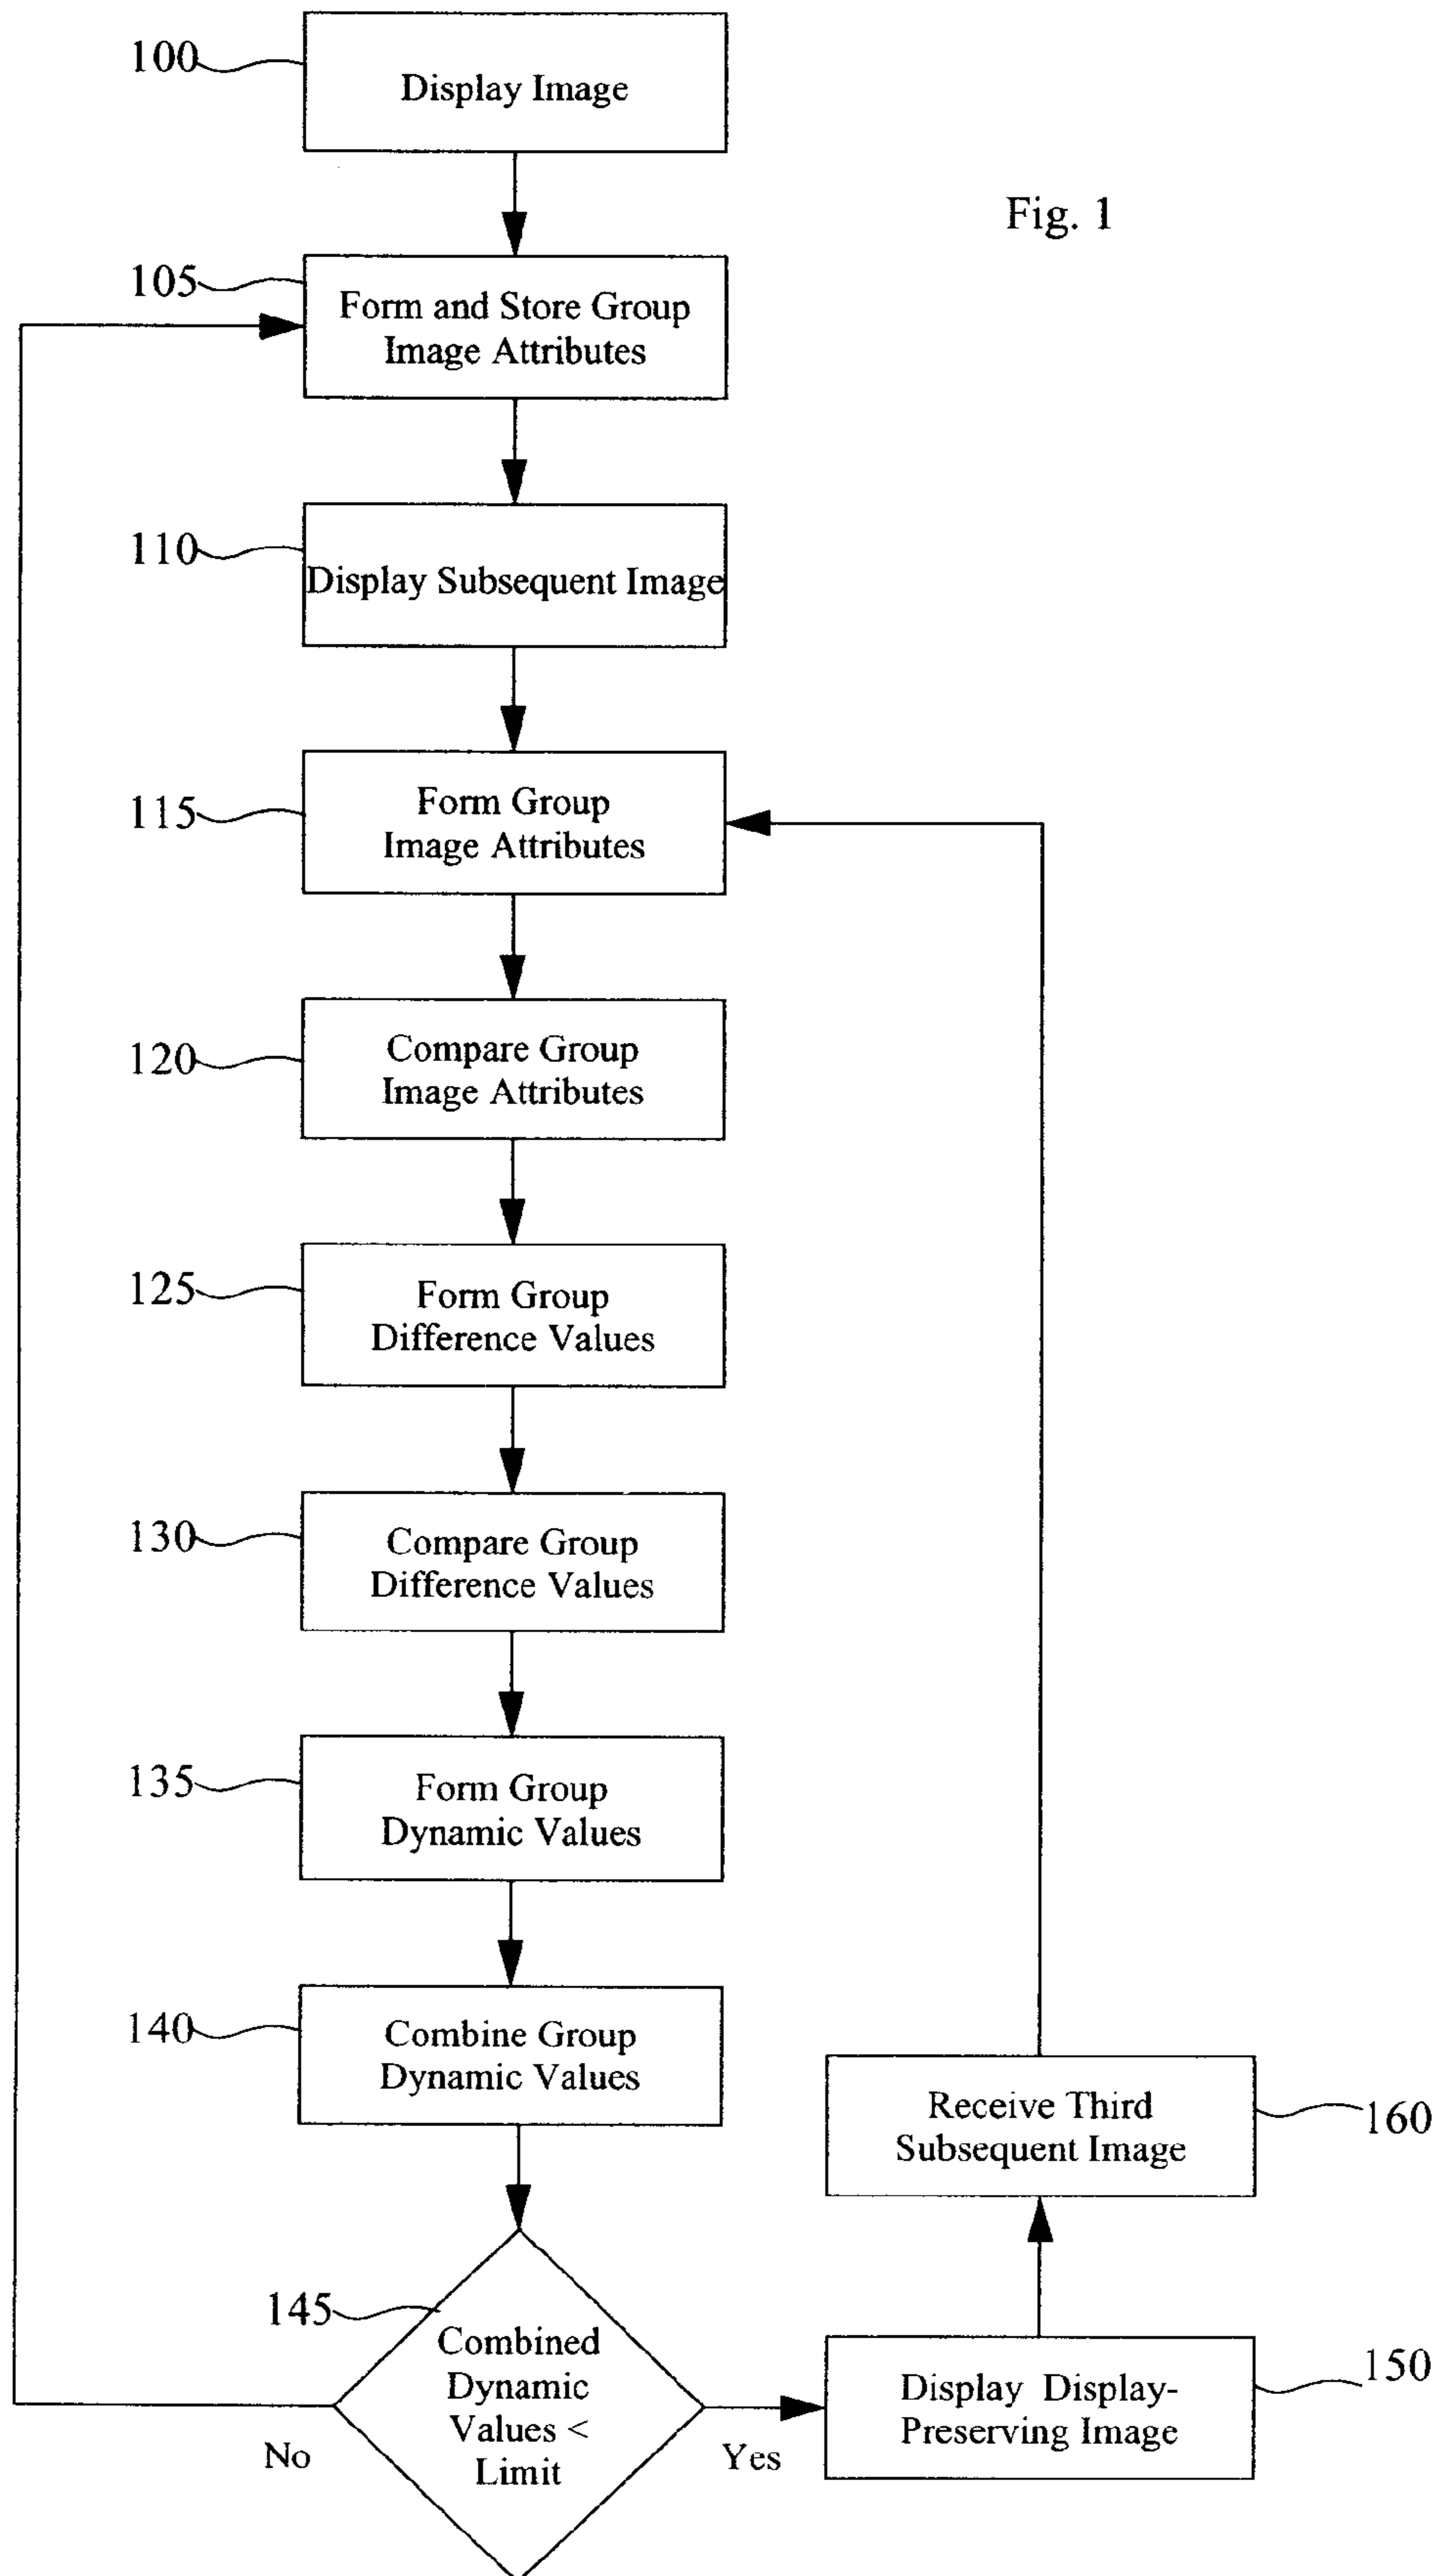 100
Display Image
Fig. 1
105
Form and Store Group
Image Attributes
110
Display Subsequent Image
115
Form Group
Image Attributes
120
Compare Group
Image Attributes
125
Form Group
Difference Values
130
Compare Group
Difference Values
135
Form Group
Dynamic Values
140
Combine Group
Dynamic Values
Receive Third
Subsequent Image
160
145
Combined
Dynamic
Values <
Limit
No
Yes
Display Display-
Preserving Image
150